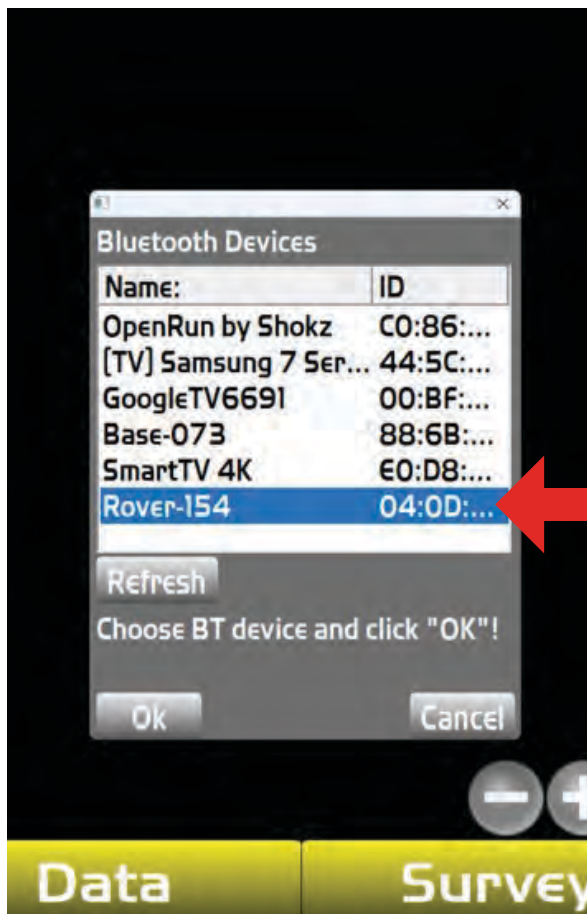 Bluetooth Devices
Name: ID
OpenRun by Shokz C0:86:...
[TV] Samsung 7 Ser... 44:5C:...
GoogleTV6691 00:BF:...
Base-073 88:6B:...
SmartTV 4K E0:D8:...
Rover-154 04:0D:...
Refresh
Choose BT device and click "OK"!
Ok Cancel
Data Survey